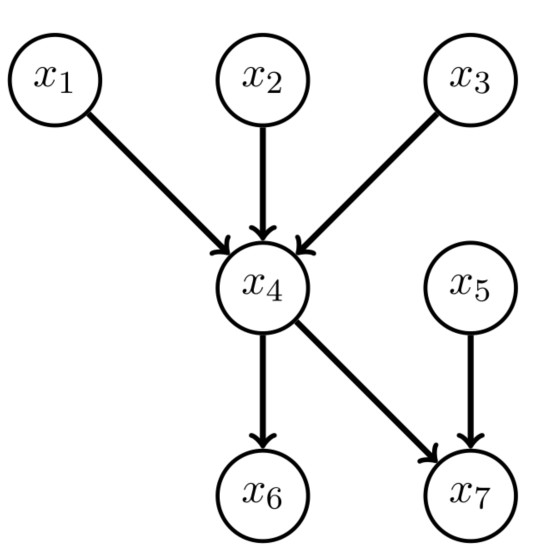 x₁ x₂ x₃
x₄ x₅
x₆ x₇